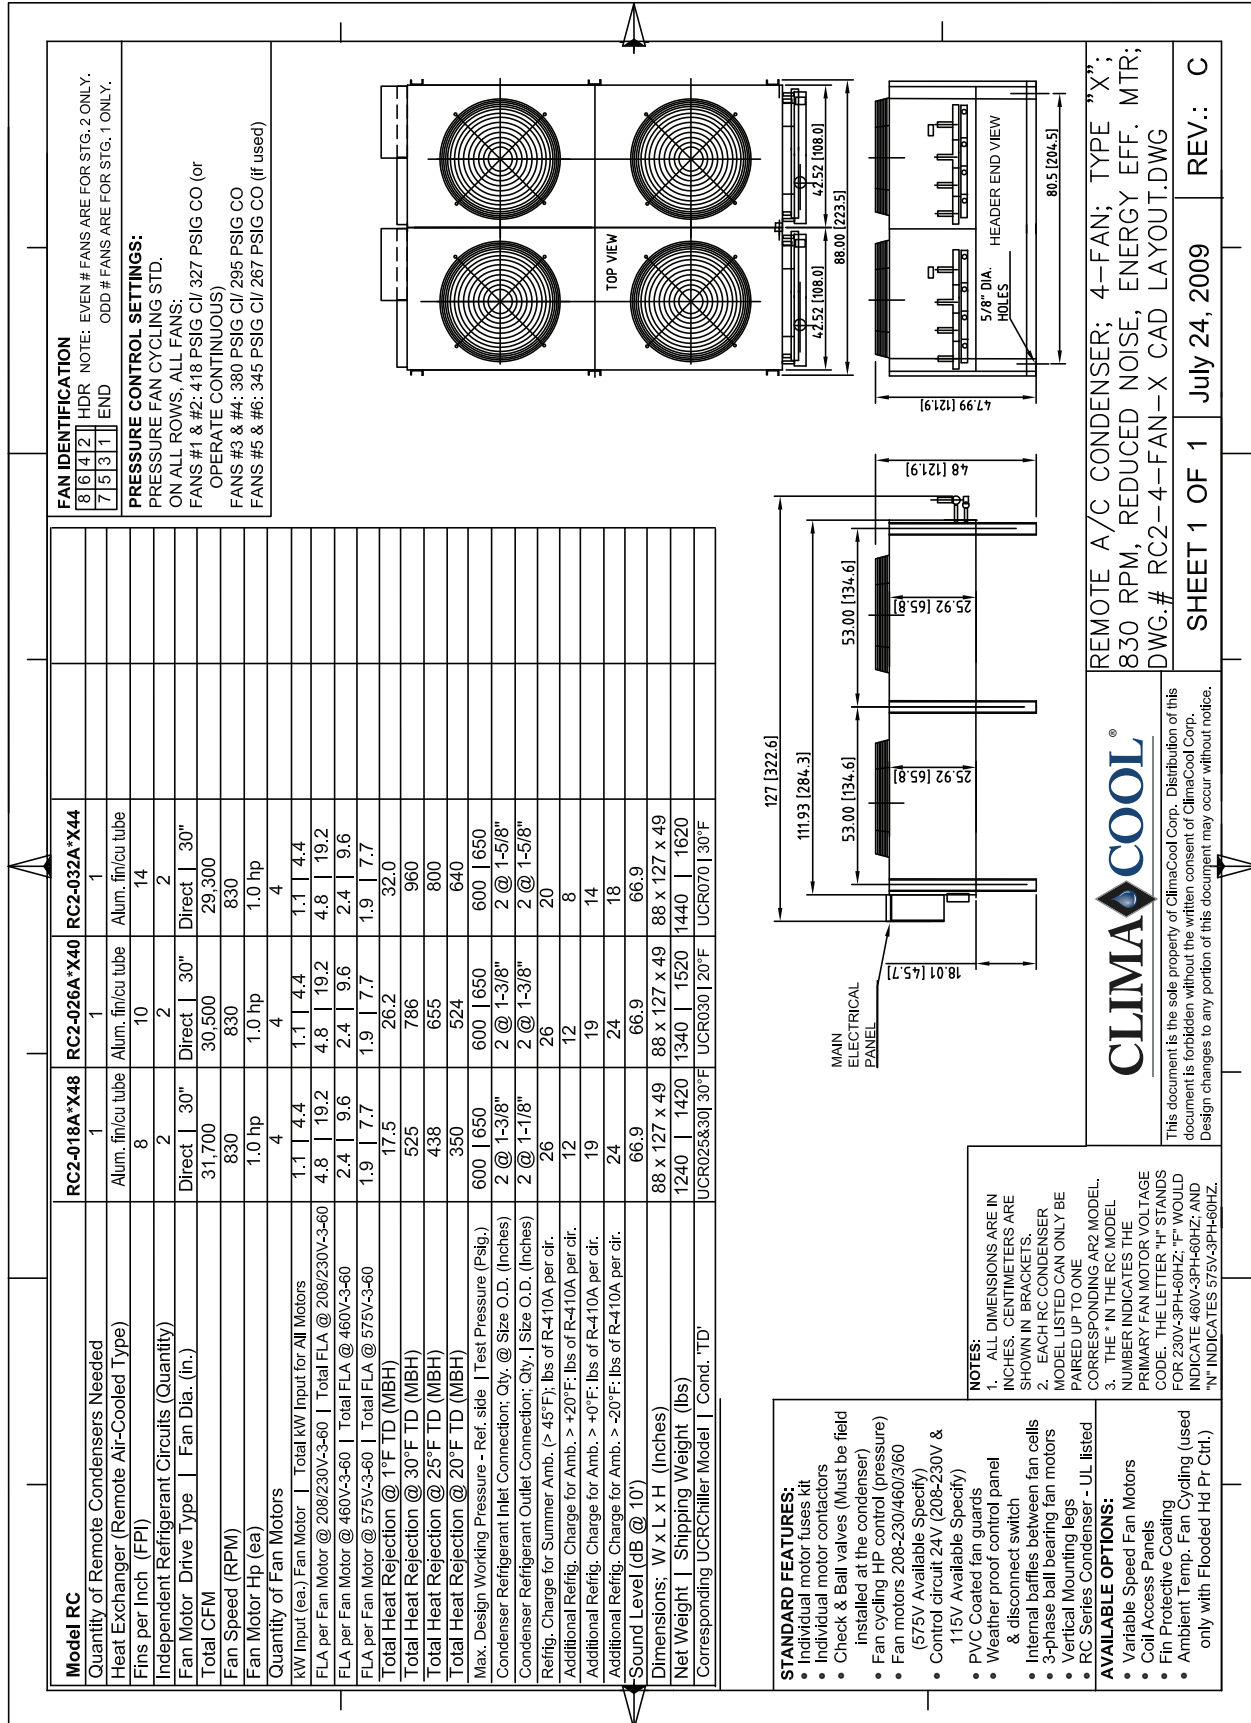 Model RC RC2-018A*X48 RC2-026A*X40 RC2-032A*X44
Quantity of Remote Condensers Needed 1 1 1
Heat Exchanger (Remote Air-Cooled Type) Alum. fin/cu tube Alum. fin/cu tube Alum. fin/cu tube
Fins per Inch (FPI) 8 10 14
Independent Refrigerant Circuits (Quantity) 2 2 2
Fan Motor Drive Type | Fan Dia. (in.) Direct | 30" Direct | 30" Direct | 30"
Total CFM 31,700 30,500 29,300
Fan Speed (RPM) 830 830 830
Fan Motor Hp (ea) 1.0 hp 1.0 hp 1.0 hp
Quantity of Fan Motors 4 4 4
kW Input (ea.) Fan Motor | Total kW Input for All Motors 1.1 | 4.4 1.1 | 4.4 1.1 | 4.4
FLA per Fan Motor @ 208/230V-3-60 | Total FLA @ 208/230V-3-60 4.8 | 19.2 4.8 | 19.2 4.8 | 19.2
FLA per Fan Motor @ 460V-3-60 | Total FLA @ 460V-3-60 2.4 | 9.6 2.4 | 9.6 2.4 | 9.6
FLA per Fan Motor @ 575V-3-60 | Total FLA @ 575V-3-60 1.9 | 7.7 1.9 | 7.7 1.9 | 7.7
Total Heat Rejection @ 1°F TD (MBH) 17.5 26.2 32.0
Total Heat Rejection @ 30°F TD (MBH) 525 786 960
Total Heat Rejection @ 25°F TD (MBH) 438 655 800
Total Heat Rejection @ 20°F TD (MBH) 350 524 640
Max. Design Working Pressure - Ref. side | Test Pressure (Psig.) 600 | 650 600 | 650 600 | 650
Condenser Refrigerant Inlet Connection; Qty. @ Size O.D. (Inches) 2 @ 1-3/8" 2 @ 1-3/8" 2 @ 1-5/8"
Condenser Refrigerant Outlet Connection; Qty. | Size O.D. (Inches) 2 @ 1-1/8" 2 @ 1-3/8" 2 @ 1-5/8"
Refrig. Charge for Summer Amb. (> 45°F); lbs of R-410A per cir. 26 26 20
Additional Refrig. Charge for Amb. > +20°F: lbs of R-410A per cir. 12 12 8
Additional Refrig. Charge for Amb. > +0°F: lbs of R-410A per cir. 19 19 14
Additional Refrig. Charge for Amb. > -20°F: lbs of R-410A per cir. 24 24 18
Sound Level (dB @ 10') 66.9 66.9 66.9
Dimensions; W x L x H (Inches) 88 x 127 x 49 88 x 127 x 49 88 x 127 x 49
Net Weight | Shipping Weight (lbs) 1240 | 1420 1340 | 1520 1440 | 1620
Corresponding UCRChiller Model | Cond. 'TD' UCR025&30| 30°F UCR030 | 20°F UCR070 | 30°F
FAN IDENTIFICATION
8 6 4 2 HDR NOTE: EVEN # FANS ARE FOR STG. 2 ONLY.
7 5 3 1 END ODD # FANS ARE FOR STG. 1 ONLY.
PRESSURE CONTROL SETTINGS:
PRESSURE FAN CYCLING STD.
ON ALL ROWS, ALL FANS:
FANS #1 & #2: 418 PSIG CI/ 327 PSIG CO (or
OPERATE CONTINUOUS)
FANS #3 & #4: 380 PSIG CI/ 295 PSIG CO
FANS #5 & #6: 345 PSIG CI/ 267 PSIG CO (if used)
TOP VIEW
42.52 [108.0]
42.52 [108.0]
88.00 [223.5]
47.99 [121.9]
5/8" DIA.
HOLES
HEADER END VIEW
80.5 [204.5]
127 [322.6]
111.93 [284.3]
53.00 [134.6]
53.00 [134.6]
25.92 [65.8]
25.92 [65.8]
48 [121.9]
18.01 [45.7]
MAIN
ELECTRICAL
PANEL
STANDARD FEATURES:
• Individual motor fuses kit
• Individual motor contactors
• Check & Ball valves (Must be field
installed at the condenser)
• Fan cycling HP control (pressure)
• Fan motors 208-230/460/3/60
(575V Available Specify)
• Control circuit 24V (208-230V &
115V Available Specify)
• PVC Coated fan guards
• Weather proof control panel
& disconnect switch
• Internal baffles between fan cells
• 3-phase ball bearing fan motors
• Vertical Mounting legs
• RC Series Condenser - UL listed
AVAILABLE OPTIONS:
• Variable Speed Fan Motors
• Coil Access Panels
• Fin Protective Coating
• Ambient Temp. Fan Cycling (used
only with Flooded Hd Pr Ctrl.)
NOTES:
1. ALL DIMENSIONS ARE IN
INCHES. CENTIMETERS ARE
SHOWN IN BRACKETS.
2. EACH RC CONDENSER
MODEL LISTED CAN ONLY BE
PAIRED UP TO ONE
CORRESPONDING AR2 MODEL.
3. THE * IN THE RC MODEL
NUMBER INDICATES THE
PRIMARY FAN MOTOR VOLTAGE
CODE. THE LETTER "H" STANDS
FOR 230V-3PH-60HZ; "F" WOULD
INDICATE 460V-3PH-60HZ; AND
"N" INDICATES 575V-3PH-60HZ.
CLIMA COOL ®
This document is the sole property of ClimaCool Corp. Distribution of this
document is forbidden without the written consent of ClimaCool Corp.
Design changes to any portion of this document may occur without notice.
REMOTE A/C CONDENSER; 4-FAN; TYPE "X";
830 RPM, REDUCED NOISE, ENERGY EFF. MTR;
DWG.# RC2-4-FAN-X CAD LAYOUT.DWG
SHEET 1 OF 1 July 24, 2009 REV.: C